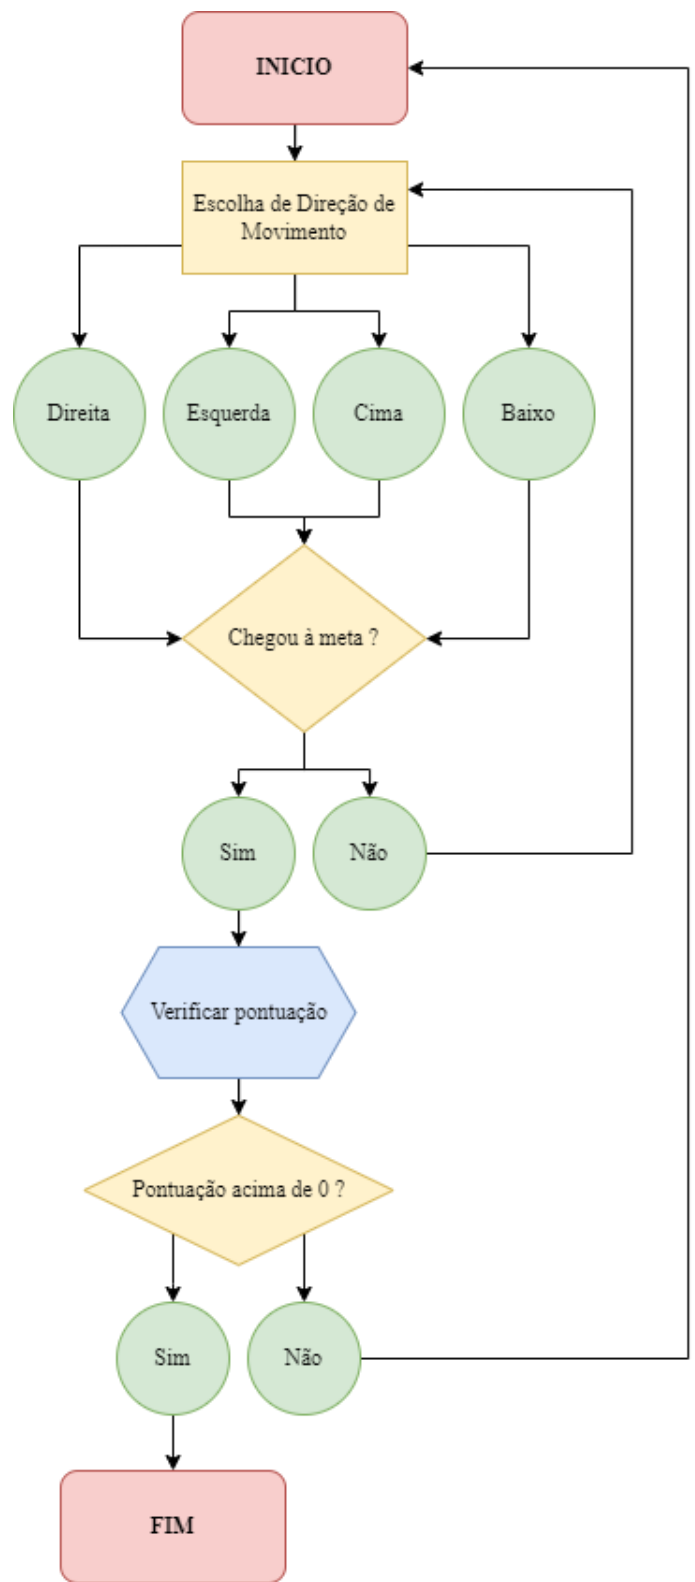 INICIO
Escolha de Direção de
Movimento
Direita
Esquerda
Cima
Baixo
Chegou à meta ?
Sim
Não
Verificar pontuação
Pontuação acima de 0 ?
Sim
Não
FIM